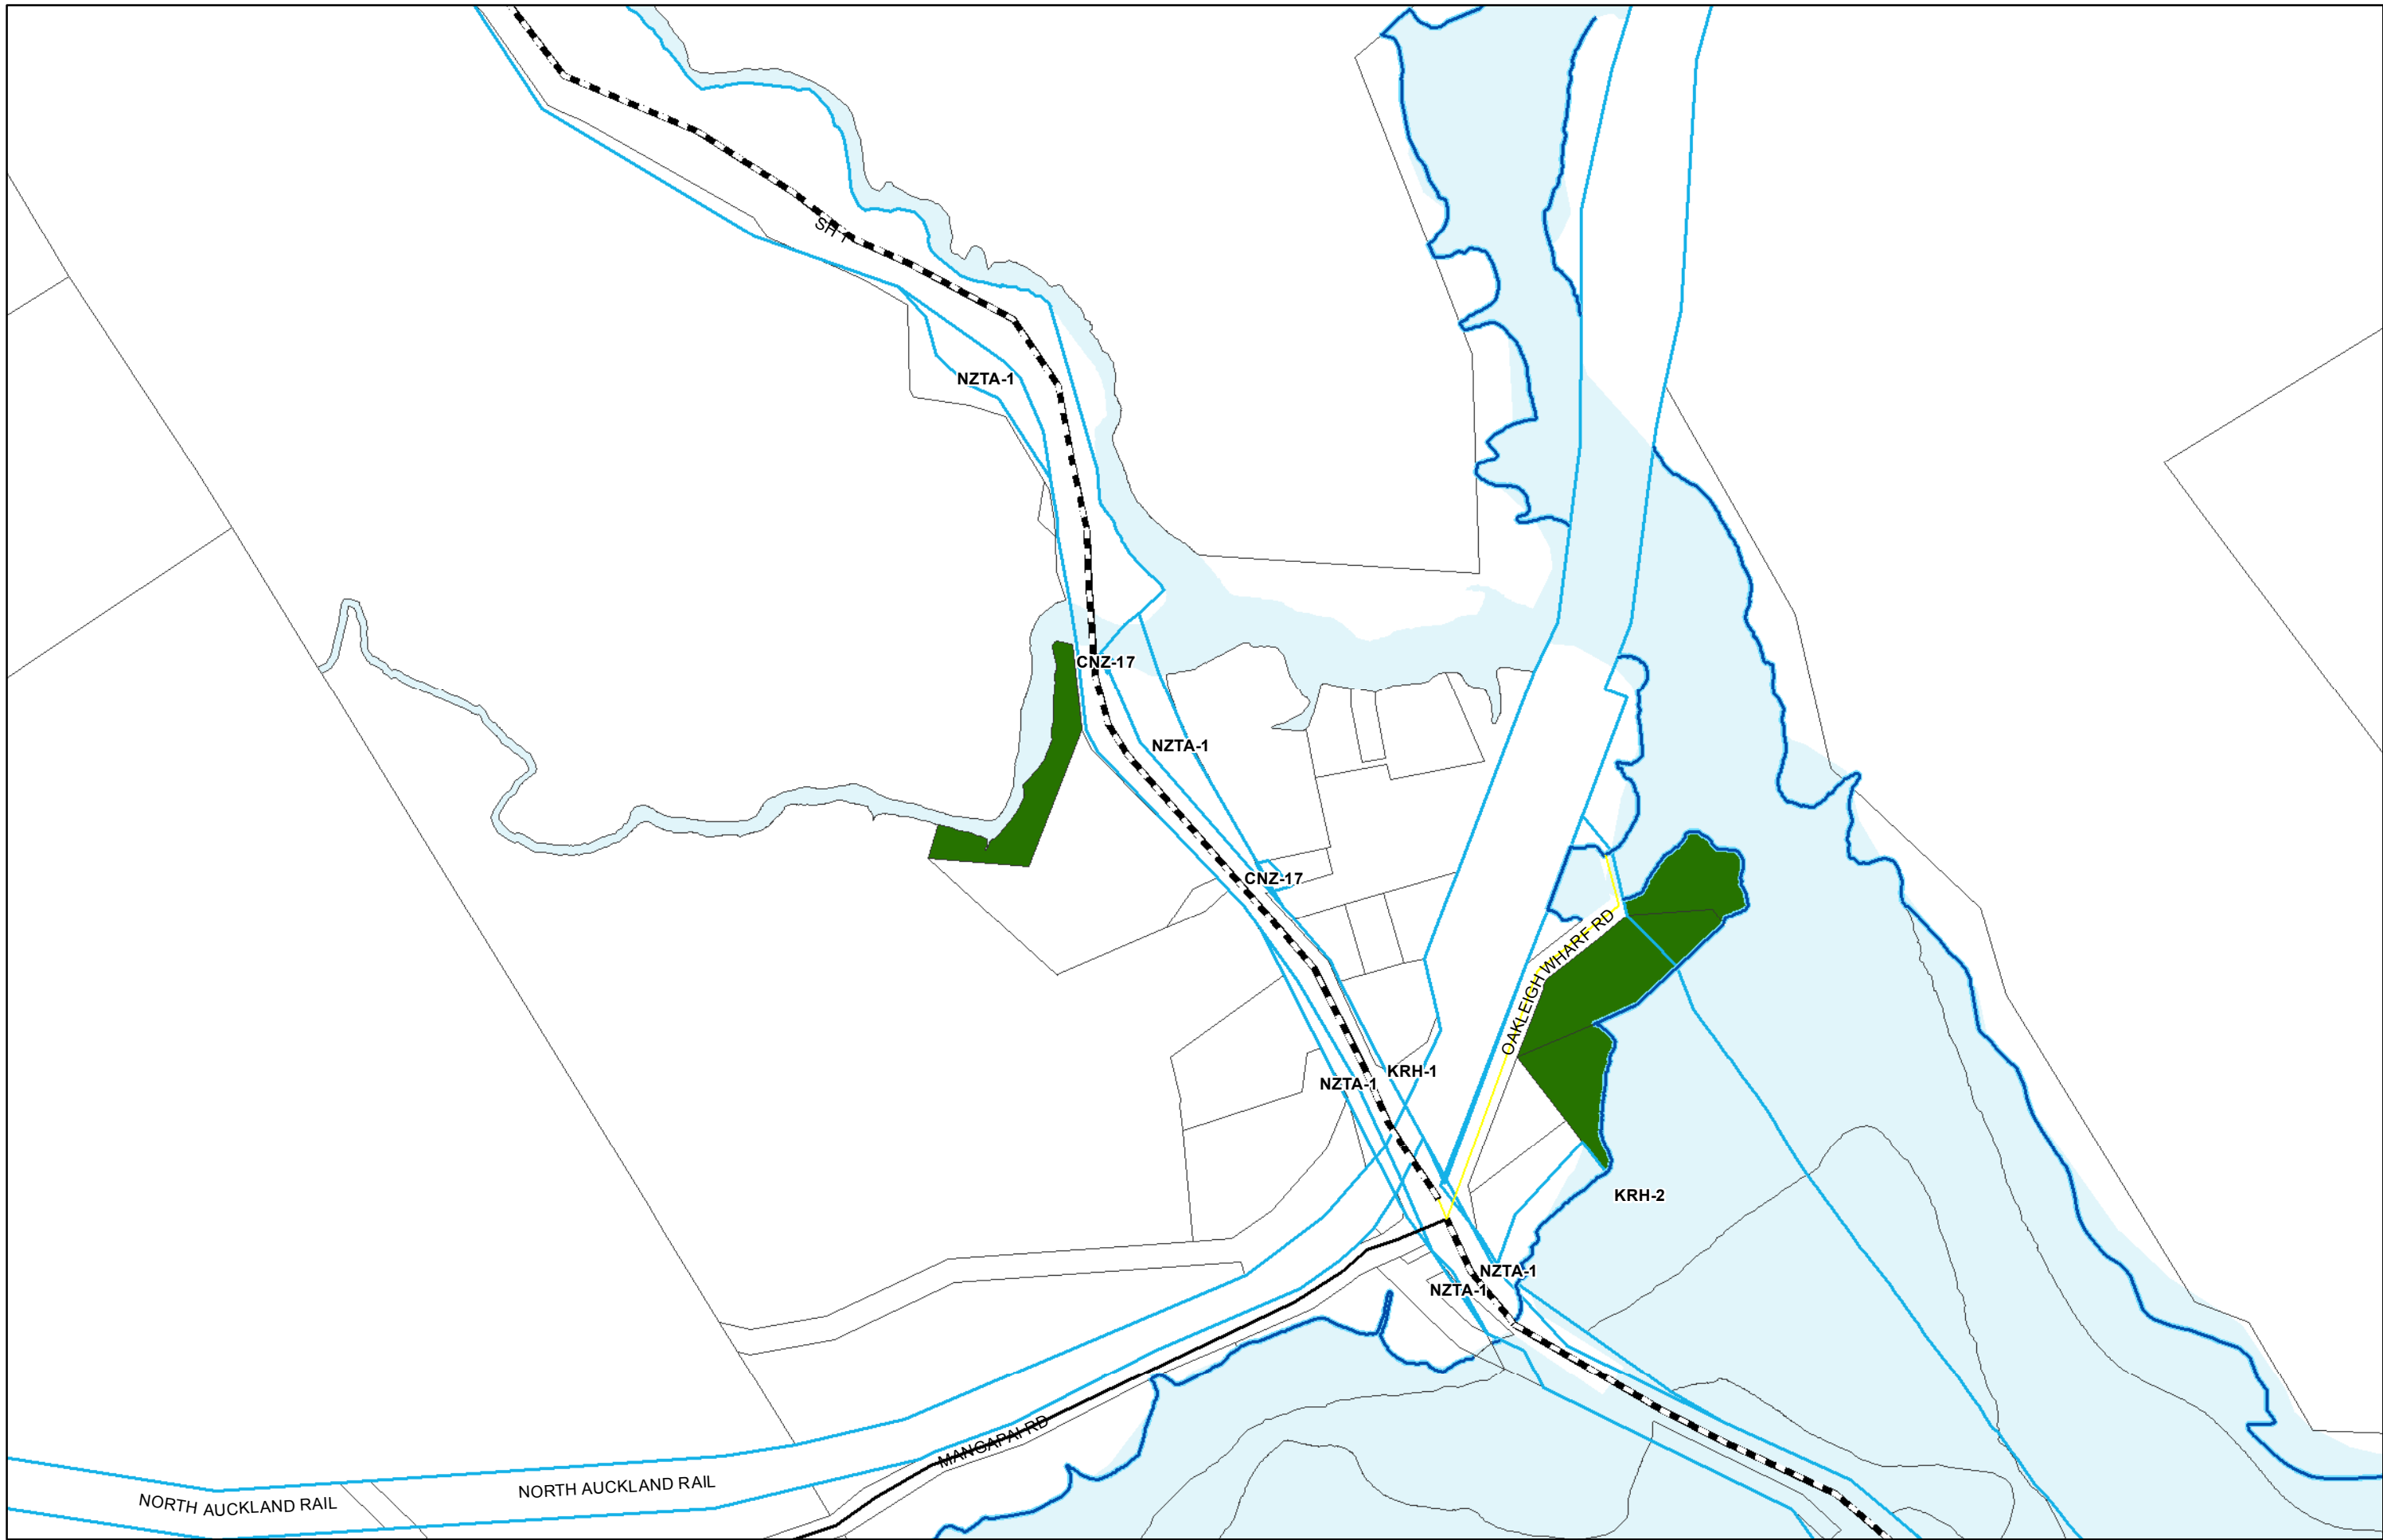 SH 1
NZTA-1
CNZ-17
NZTA-1
CNZ-17
OAKLEIGH WHARF RD
KRH-1
NZTA-1
KRH-2
NZTA-1
NZTA-1
MANGAPAI RD
NORTH AUCKLAND RAIL
NORTH AUCKLAND RAIL